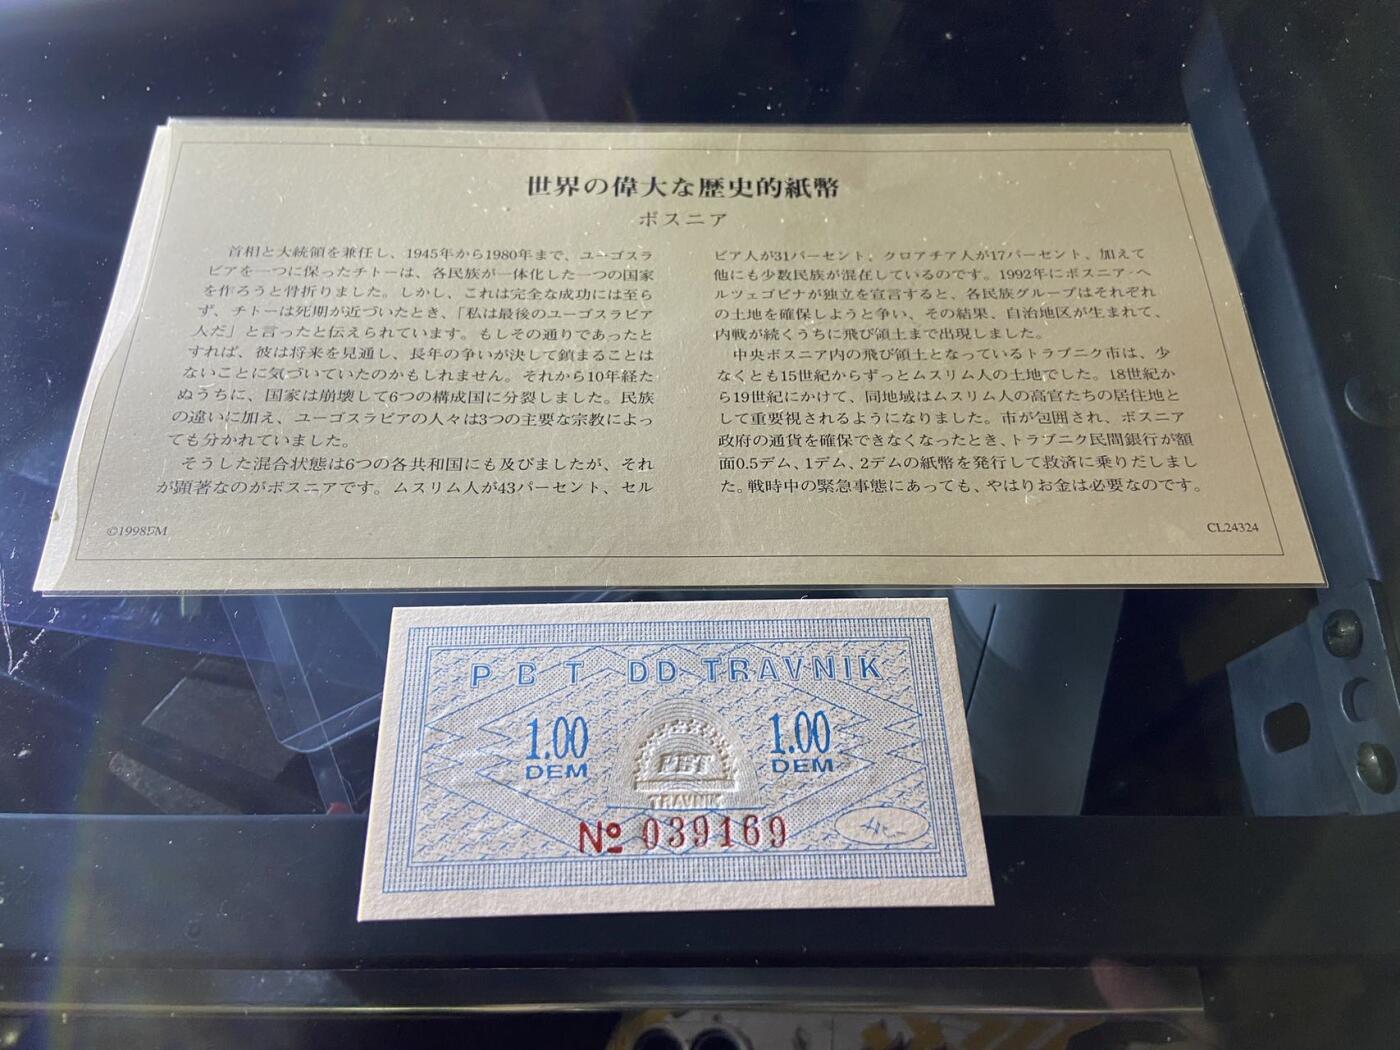 世界の偉大な歴史的紙幣
ボスニア
首相と大統領を兼任し、1945年から1980年まで、ユーゴスラ
ビアを一つに保ったチトーは、各民族が一体化した一つの国家
を作ろうと骨折りました。しかし、これは完全な成功には至ら
ず、チトーは死期が近づいたとき、「私は最後のユーゴスラビア
人だ」と言ったと伝えられています。もしその通りであったと
すれば、彼は将来を見通し、長年の争いが決して鎮まることは
ないことに気づいていたのかもしれません。それから10年経た
ぬうちに、国家は崩壊して6つの構成国に分裂しました。民族
の違いに加え、ユーゴスラビアの人々は3つの主要な宗教によっ
ても分かれていました。
そうした混合状態は6つの各共和国にも及びましたが、それ
が顕著なのがボスニアです。ムスリム人が43パーセント、セル
ビア人が31パーセント、クロアチア人が17パーセント、加えて
他にも少数民族が混在しているのです。1992年にボスニア・ヘ
ルツェゴビナが独立を宣言すると、各民族グループはそれぞれ
の土地を確保しようと争い、その結果、自治地区が生まれて、
内戦が続くうちに飛び領土まで出現しました。
中央ボスニア内の飛び領土となっているトラブニク市は、少
なくとも15世紀からずっとムスリム人の土地でした。18世紀か
ら19世紀にかけて、同地域はムスリム人の高官たちの居住地と
して重要視されるようになりました。市が包囲され、ボスニア
政府の通貨を確保できなくなったとき、トラブニク民間銀行が額
面0.5デム、1デム、2デムの紙幣を発行して救済に乗りだしまし
た。戦時中の緊急事態にあっても、やはりお金は必要なのです。
©1998FM
CL24324
PBT DD TRAVNIK
1.00 1.00
DEM DEM
PBT
TRAVNIK
Nº 039169